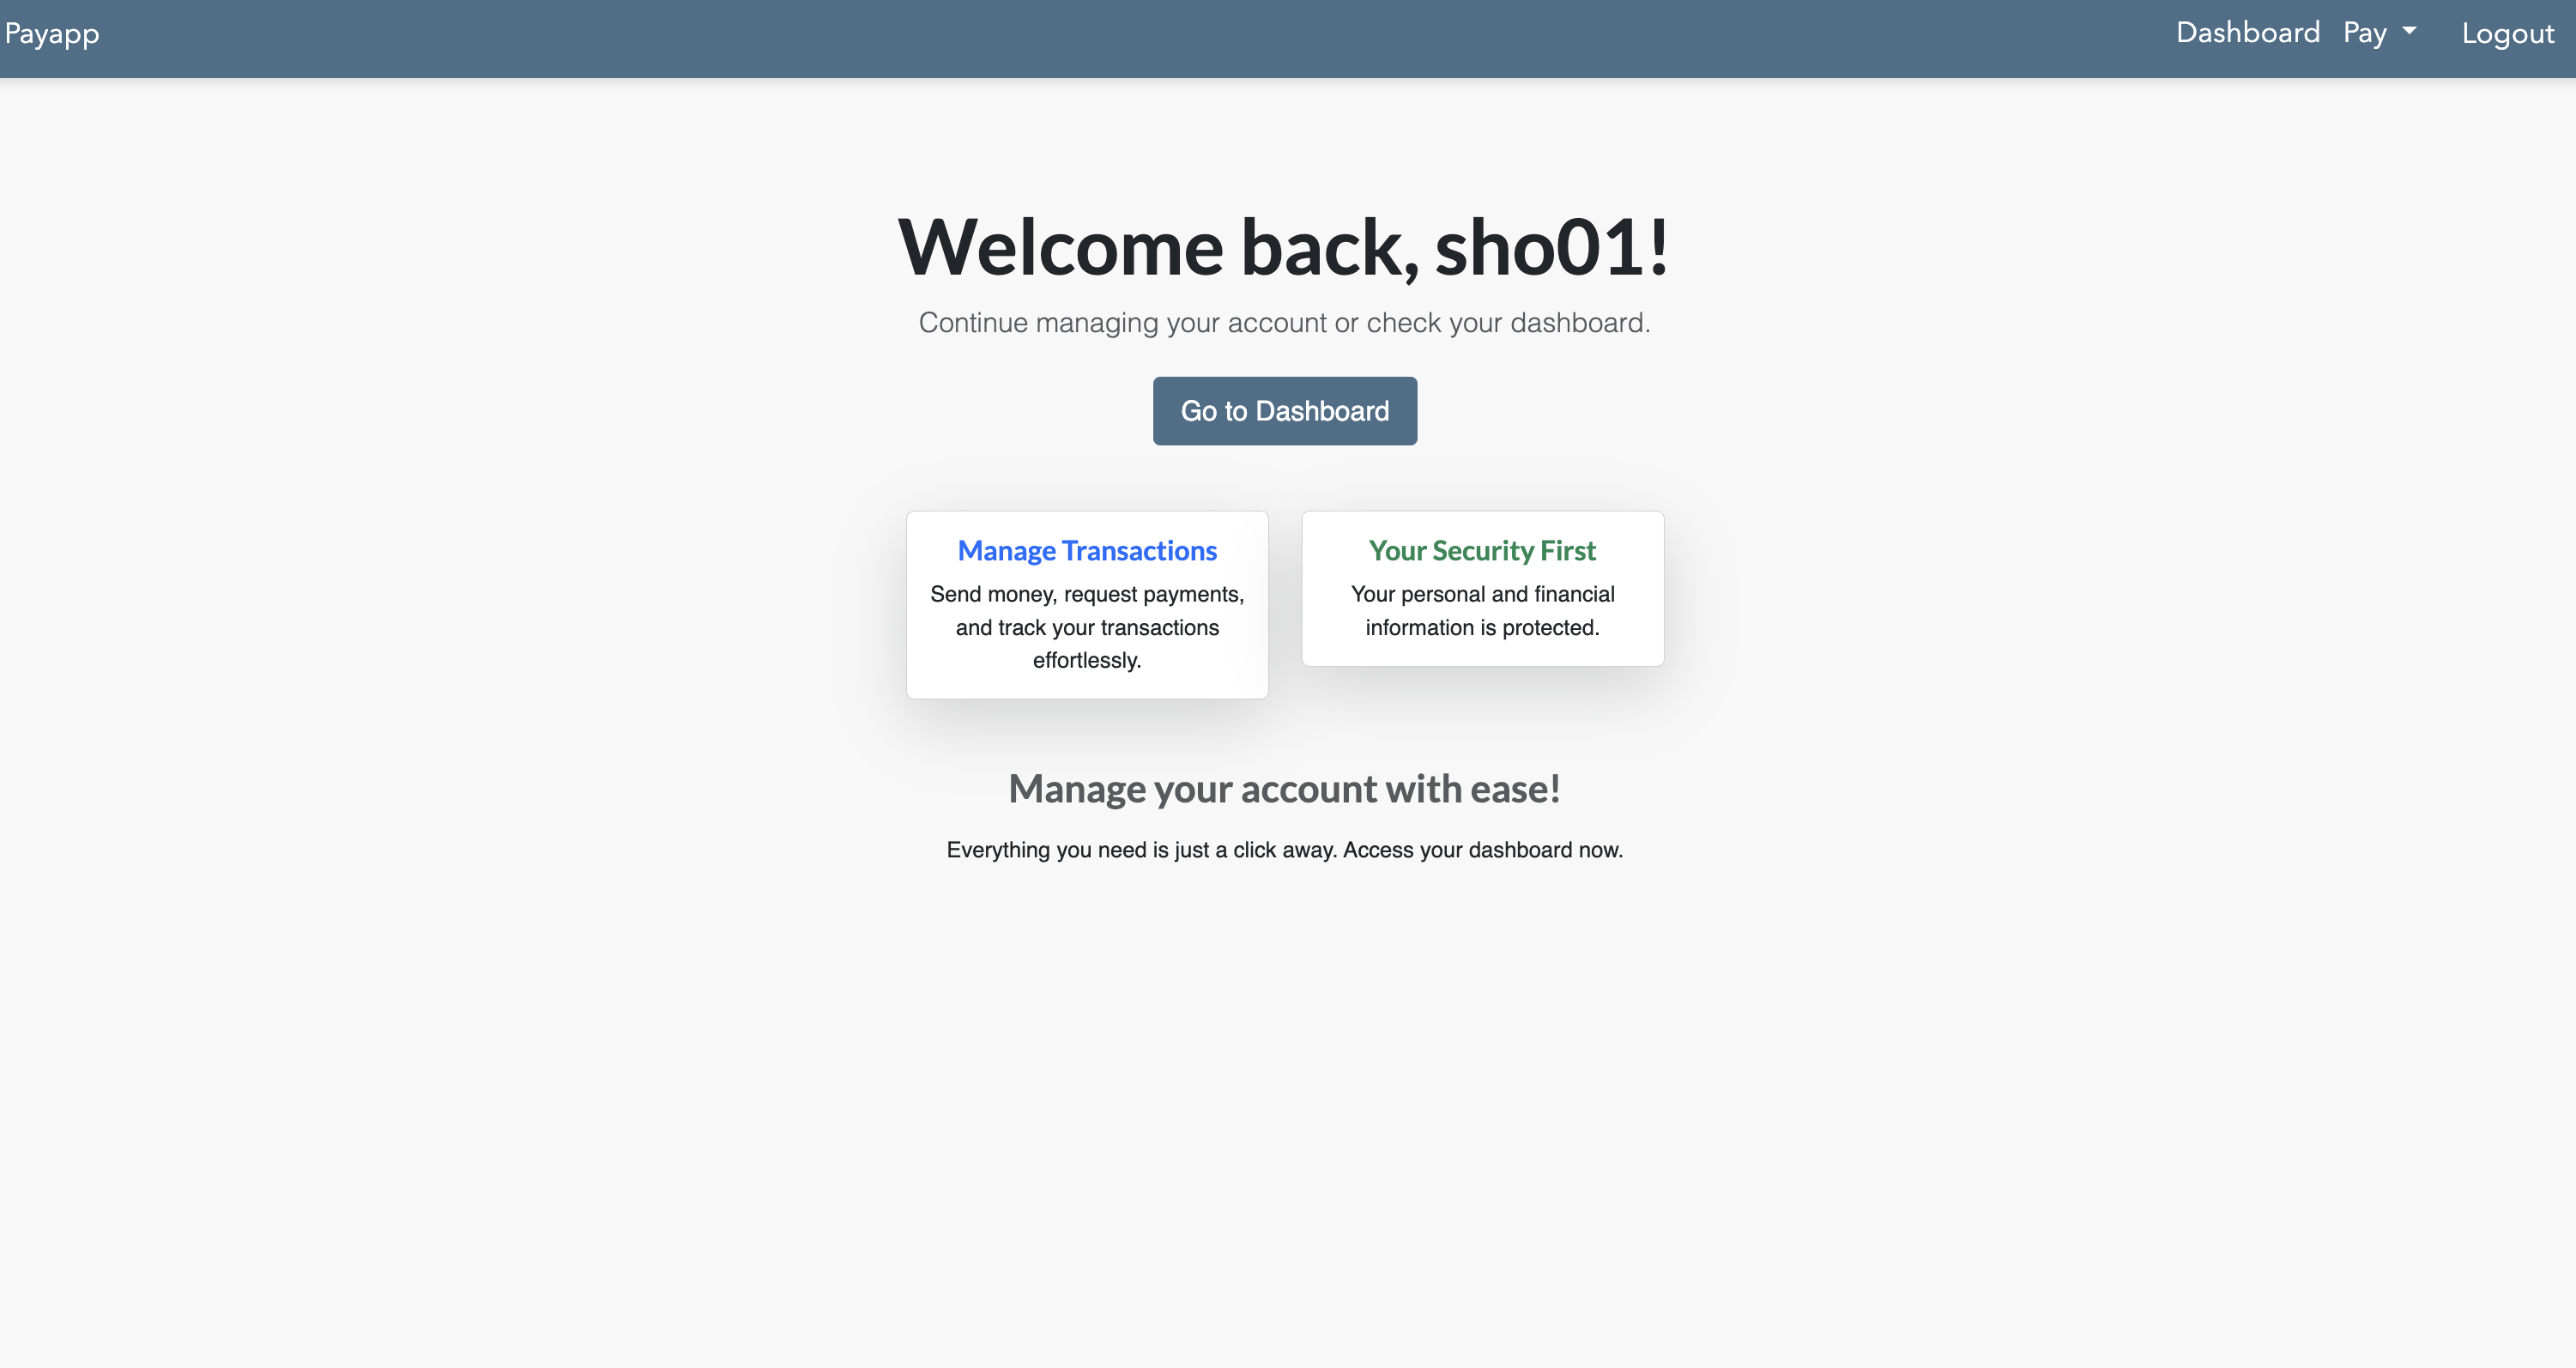 Payapp
Dashboard
Pay
Logout
Welcome back, sho01!
Continue managing your account or check your dashboard.
Go to Dashboard
Manage Transactions
Send money, request payments,
and track your transactions
effortlessly.
Your Security First
Your personal and financial
information is protected.
Manage your account with ease!
Everything you need is just a click away. Access your dashboard now.